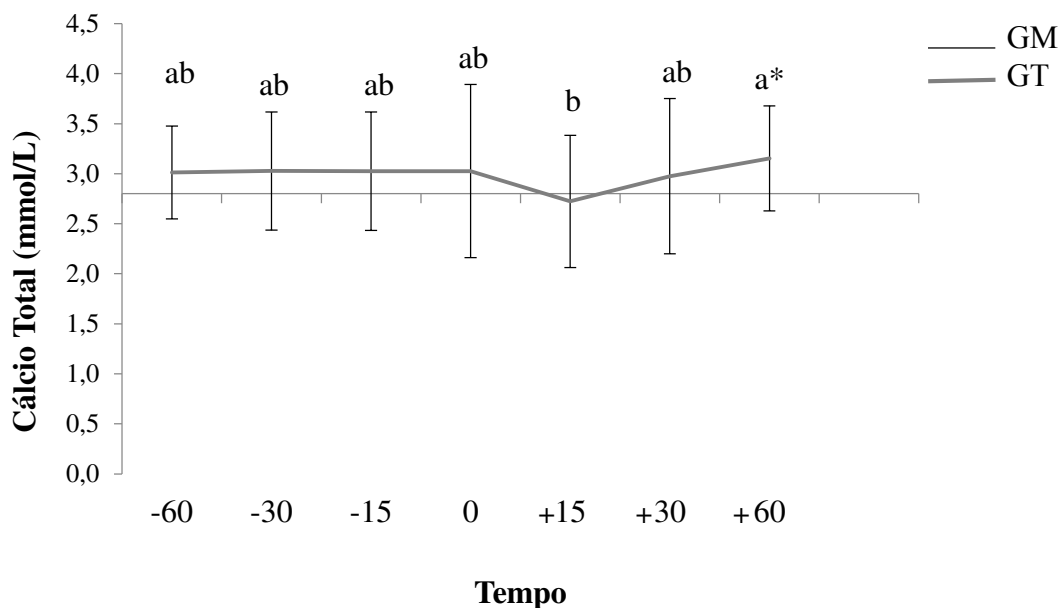 4,5
4,0
3,5
3,0
2,5
2,0
1,5
1,0
0,5
0,0
Cálcio Total (mmol/L)
ab ab ab ab b ab a*
GM
GT
-60 -30 -15 0 +15 +30 +60
Tempo